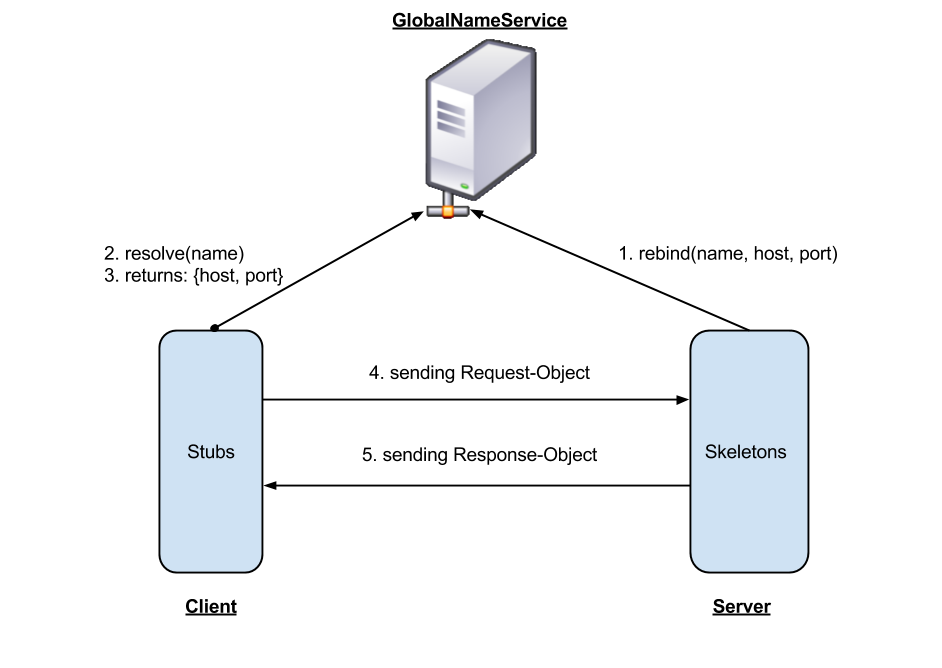 GlobalNameService
2. resolve(name)
3. returns: {host, port}
1. rebind(name, host, port)
4. sending Request-Object
Stubs
5. sending Response-Object
Skeletons
Client
Server